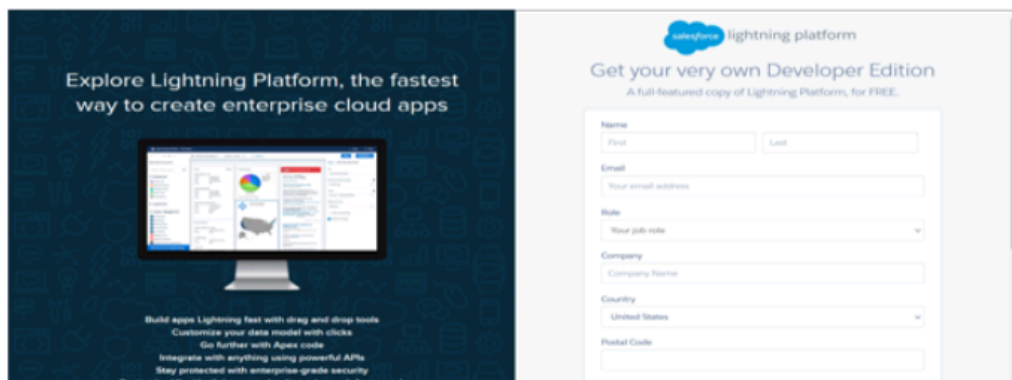 Explore Lightning Platform, the fastest
way to create enterprise cloud apps
Build apps Lightning fast with drag and drop tools
Customize your data model with clicks
Go further with Apex code
Integrate with anything using powerful APIs
Stay protected with enterprise-grade security
salesforce lightning platform
Get your very own Developer Edition
A full-featured copy of Lightning Platform, for FREE.
Name
First Last
Email
Your email address
Role
Your job role
Company
Company Name
Country
United States
Postal Code